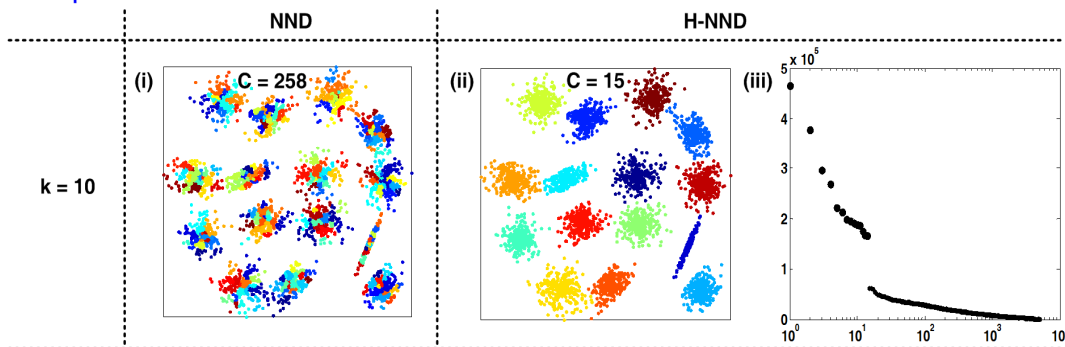 NND
H-NND
(i)
C = 258
(ii)
C = 15
(iii)
x 10^5
5
4
3
2
1
0
10^0
10^1
10^2
10^3
k = 10